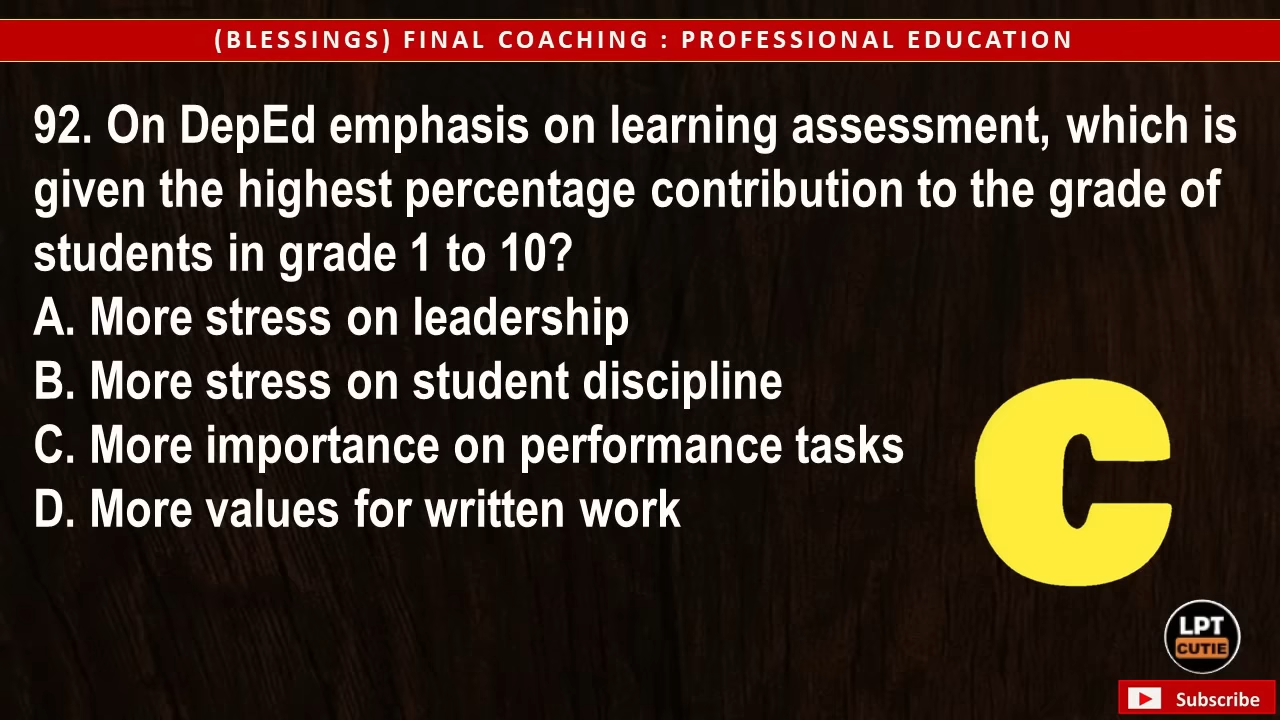 (BLESSINGS) FINAL COACHING : PROFESSIONAL EDUCATION
92. On DepEd emphasis on learning assessment, which is
given the highest percentage contribution to the grade of
students in grade 1 to 10?
A. More stress on leadership
B. More stress on student discipline
C. More importance on performance tasks
D. More values for written work
C
LPT
CUTIE
Subscribe